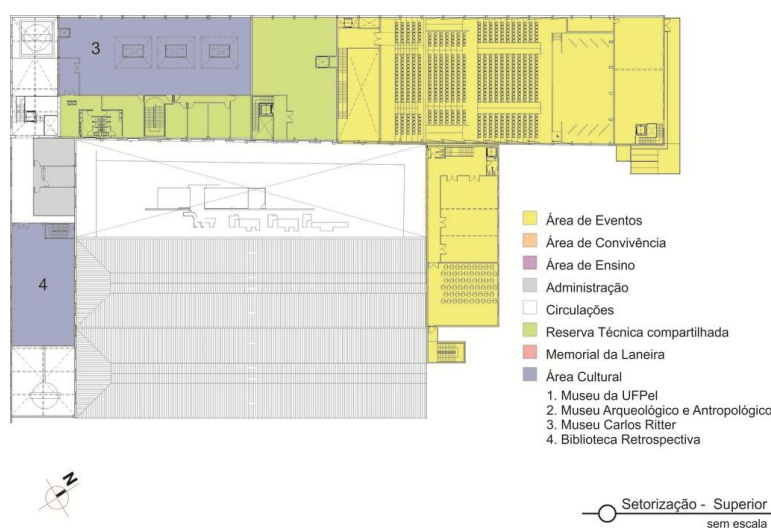 3
4
Área de Eventos
Área de Convivência
Área de Ensino
Administração
Circulações
Reserva Técnica compartilhada
Memorial da Laneira
Área Cultural
1. Museu da UFPel
2. Museu Arqueológico e Antropológico
3. Museu Carlos Ritter
4. Biblioteca Retrospectiva
N
Setorização - Superior
sem escala